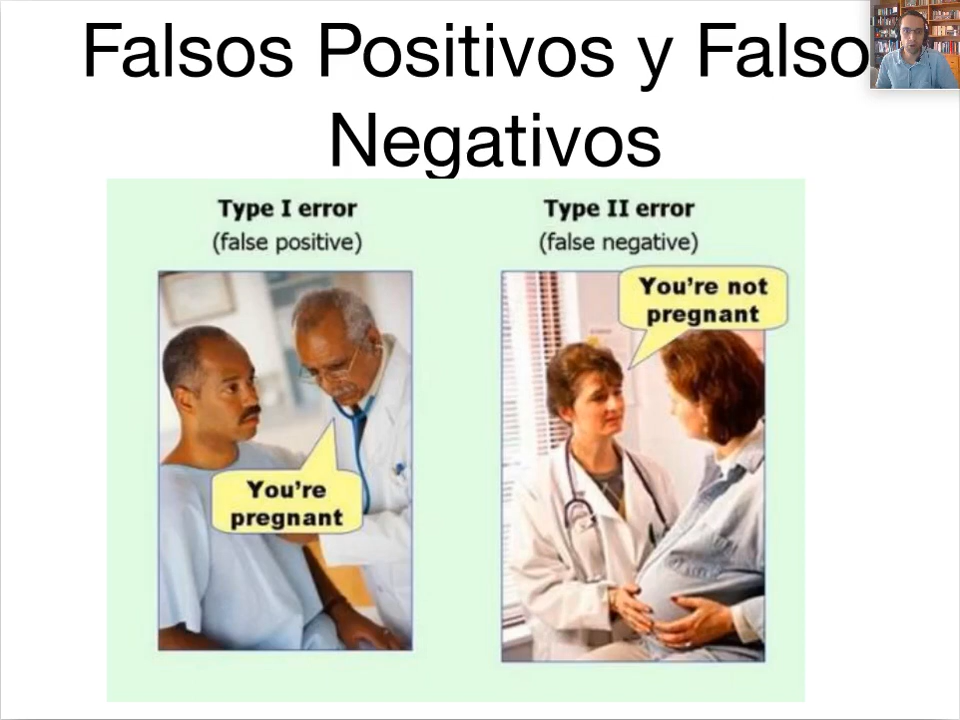 Falsos Positivos y Falso
Negativos
Type I error
(false positive)
Type II error
(false negative)
You're not
pregnant
You're
pregnant